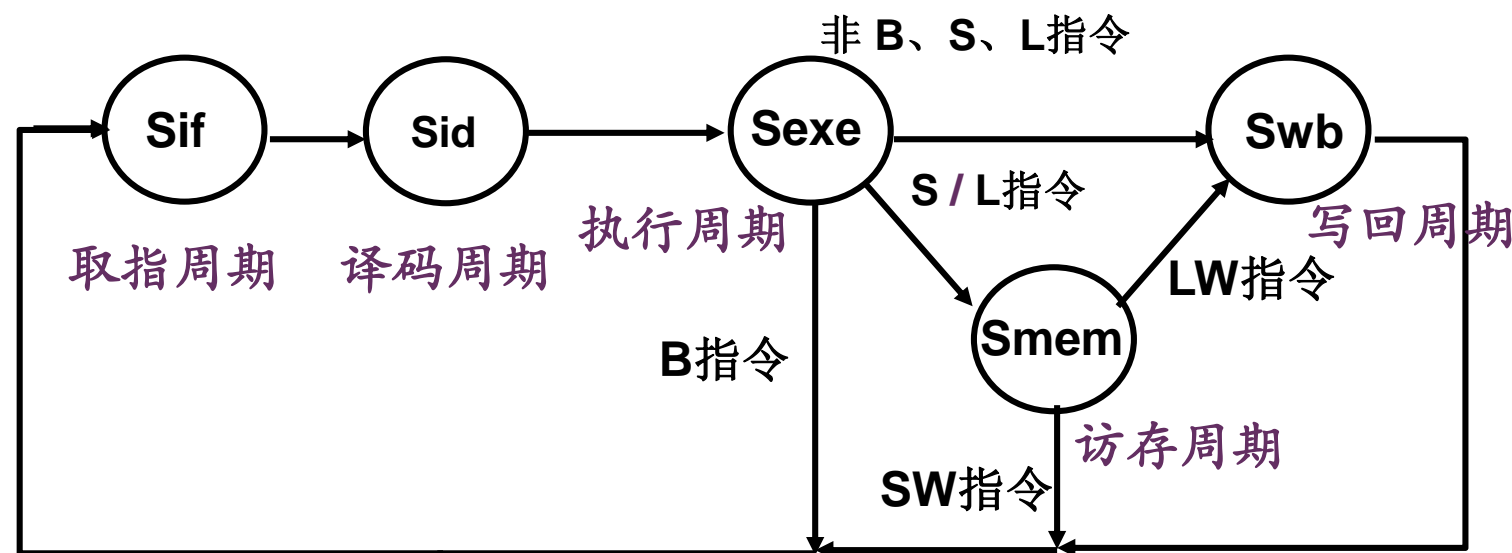 非 B、S、L指令
Sif
Sid
Sexe
Swb
S / L指令
取指周期
译码周期
执行周期
写回周期
LW指令
Smem
B指令
访存周期
SW指令